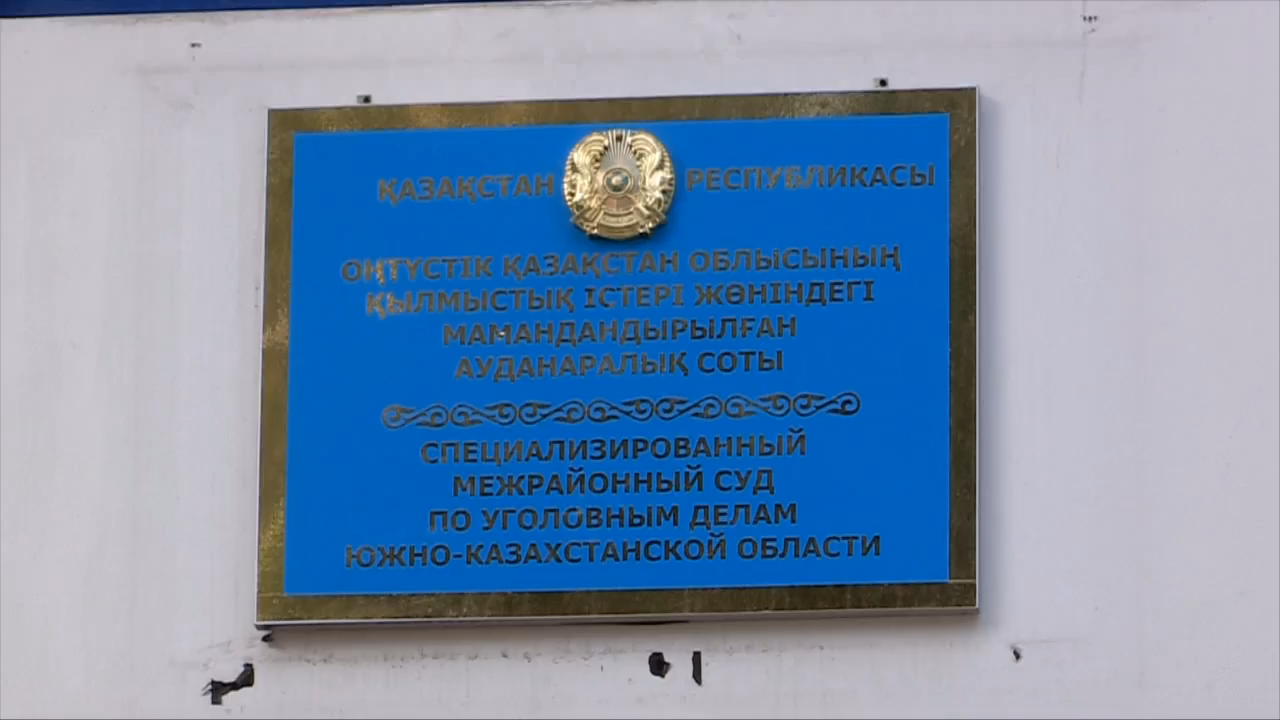 ҚАЗАҚСТАН РЕСПУБЛИКАСЫ
ОҢТҮСТІК ҚАЗАҚСТАН ОБЛЫСЫНЫҢ
ҚЫЛМЫСТЫҚ ІСТЕРІ ЖӨНІНДЕГІ
МАМАНДАНДЫРЫЛҒАН
АУДАНАРАЛЫҚ СОТЫ
СПЕЦИАЛИЗИРОВАННЫЙ
МЕЖРАЙОННЫЙ СУД
ПО УГОЛОВНЫМ ДЕЛАМ
ЮЖНО-КАЗАХСТАНСКОЙ ОБЛАСТИ